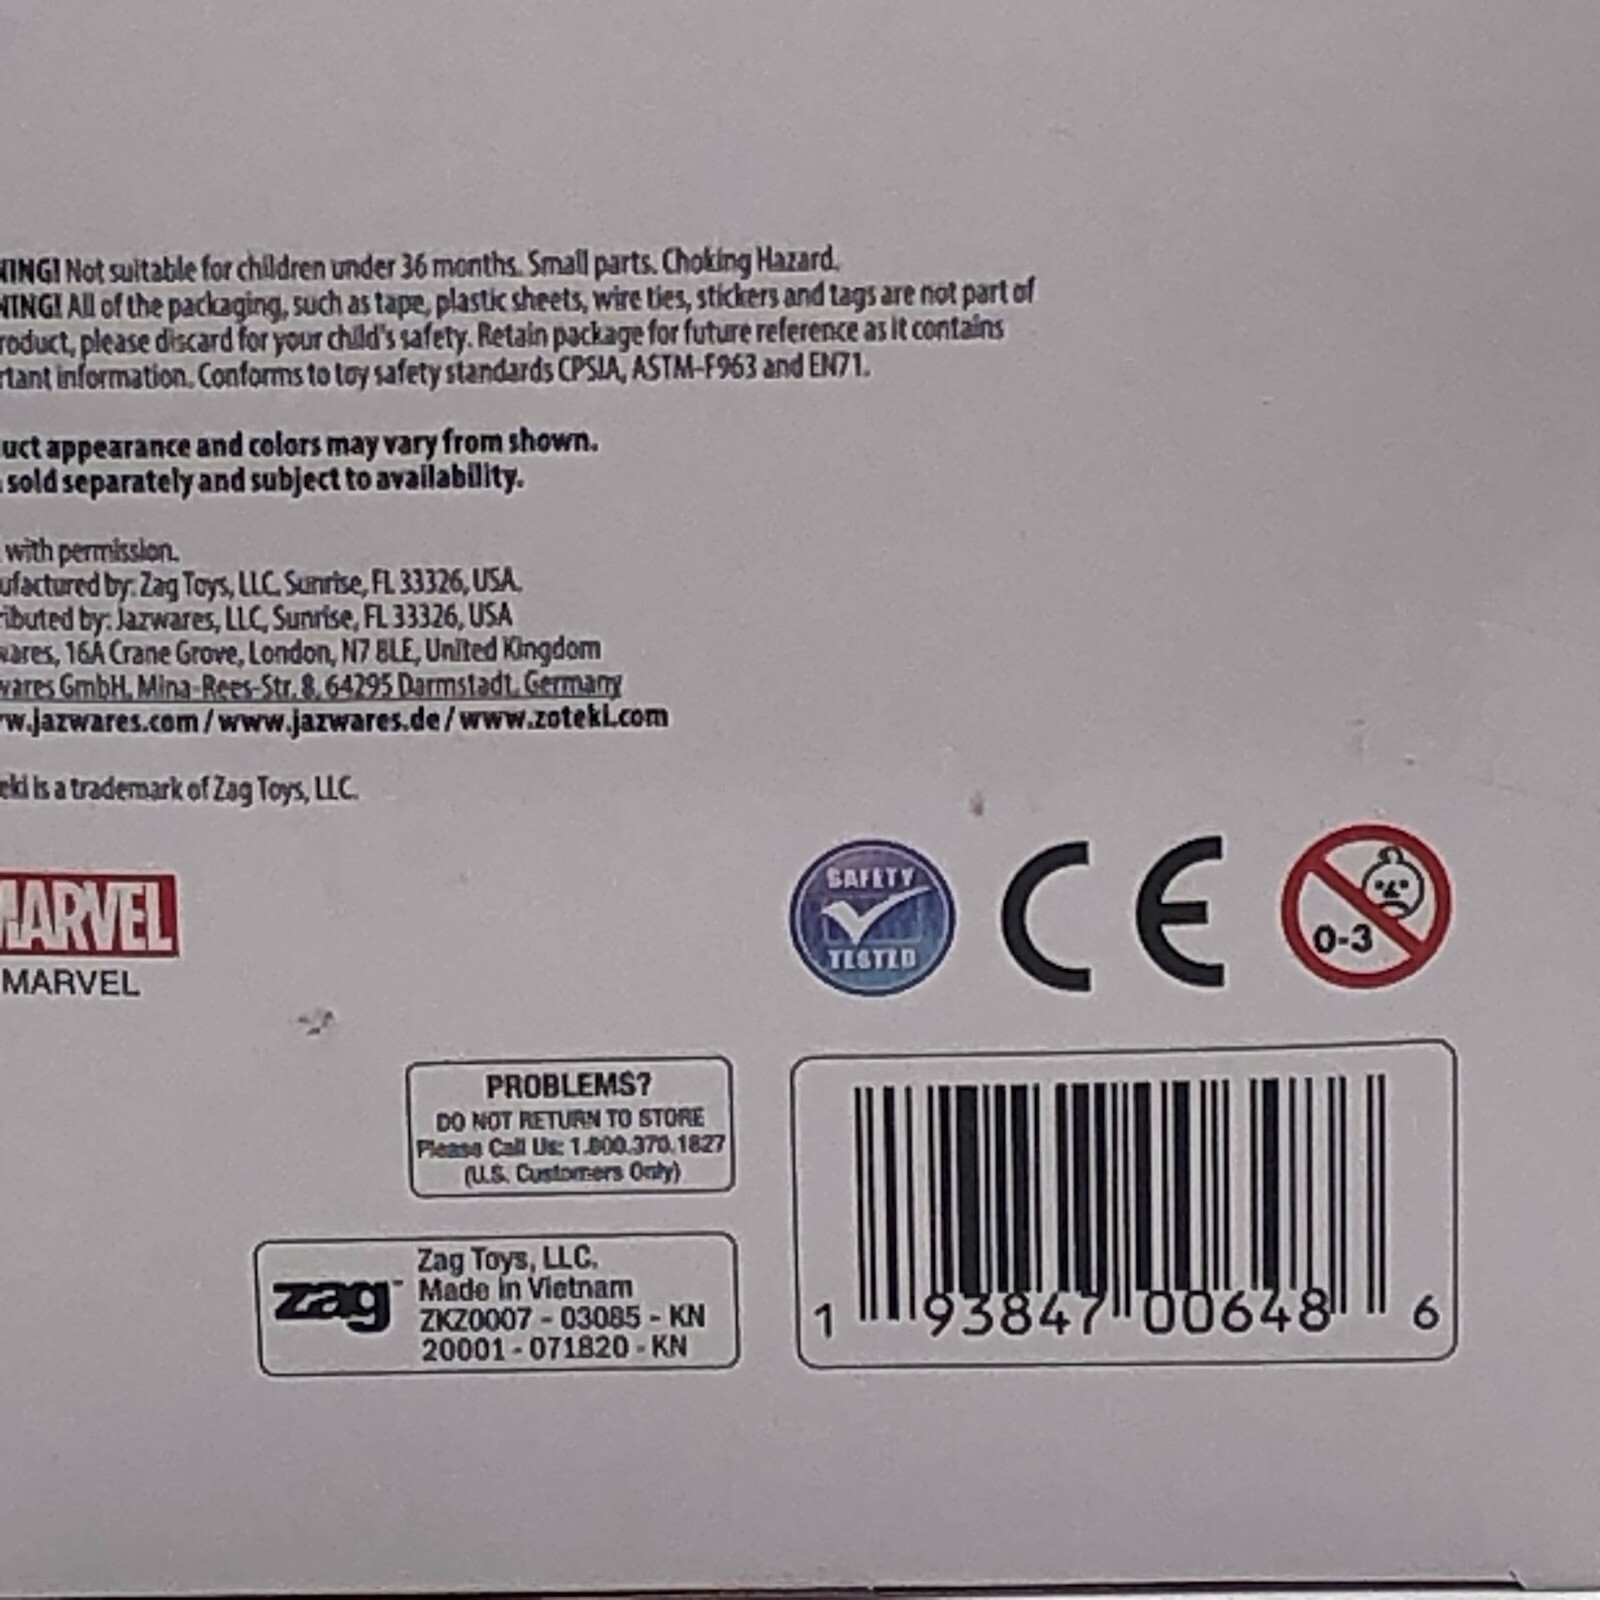 NING! Not suitable for children under 36 months. Small parts. Choking Hazard.
NING! All of the packaging, such as tape, plastic sheets, wire ties, stickers and tags are not part of
roduct, please discard for your child's safety. Retain package for future reference as it contains
rtant information. Conforms to toy safety standards CPSIA, ASTM-F963 and EN71.
uct appearance and colors may vary from shown.
sold separately and subject to availability.
with permission.
ufactured by: Zag Toys, LLC, Sunrise, FL 33326, USA.
ributed by: Jazwares, LLC, Sunrise, FL 33326, USA
wares, 16A Crane Grove, London, N7 8LE, United Kingdom
wares GmbH, Mina-Rees-Str. 8, 64295 Darmstadt, Germany
w.jazwares.com / www.jazwares.de / www.zoteki.com
eki is a trademark of Zag Toys, LLC.
MARVEL
MARVEL
SAFETY
TESTED
CE
0-3
PROBLEMS?
DO NOT RETURN TO STORE
Please Call Us: 1.800.370.1827
(U.S. Customers Only)
zag™
Zag Toys, LLC.
Made in Vietnam
ZKZ0007 - 03085 - KN
20001 - 071820 - KN
1 93847 00648 6